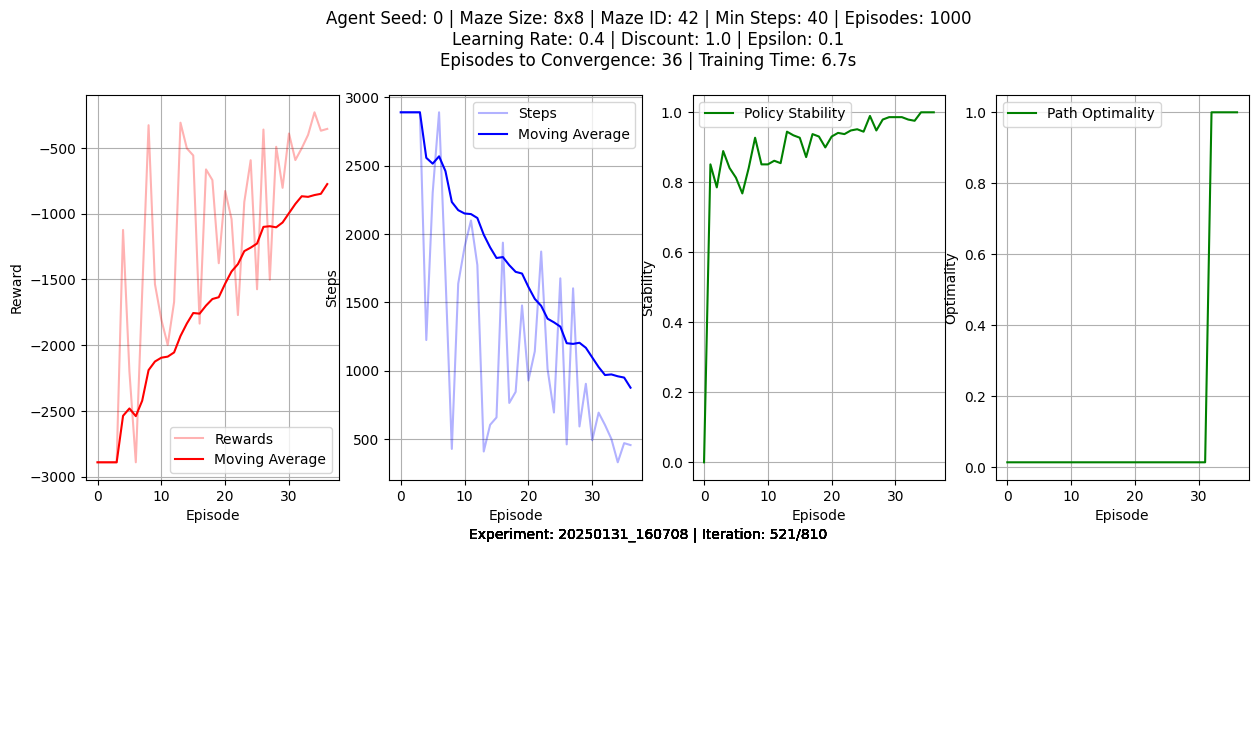 Agent Seed: 0 | Maze Size: 8x8 | Maze ID: 42 | Min Steps: 40 | Episodes: 1000
Learning Rate: 0.4 | Discount: 1.0 | Epsilon: 0.1
Episodes to Convergence: 36 | Training Time: 6.7s
Reward
−500
−1000
−1500
−2000
−2500
−3000
Rewards
Moving Average
0
10
20
30
Episode
Steps
3000
2500
2000
1500
1000
500
Steps
Moving Average
0
10
20
30
Episode
Stability
1.0
0.8
0.6
0.4
0.2
0.0
Policy Stability
0
10
20
30
Episode
Optimality
1.0
0.8
0.6
0.4
0.2
0.0
Path Optimality
0
10
20
30
Episode
Experiment: 20250131_160708 | Iteration: 521/810